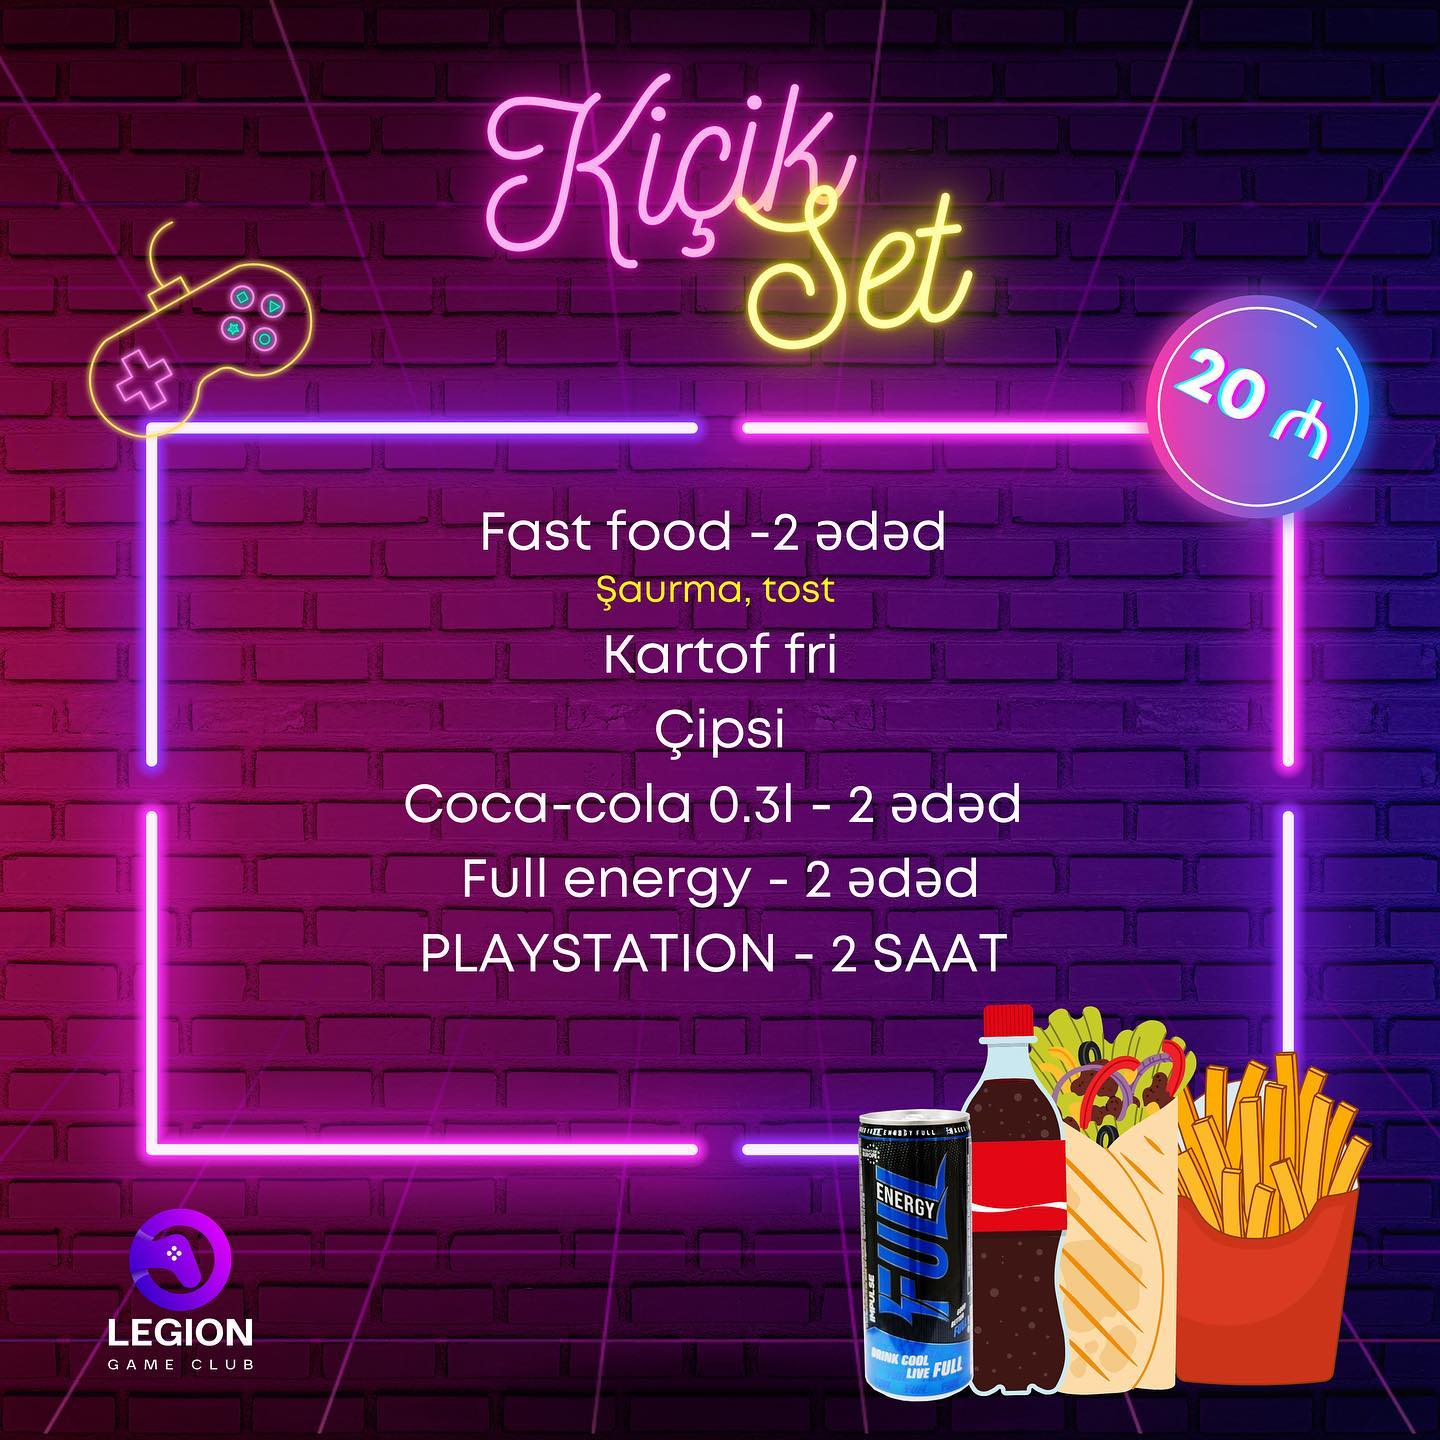 Kiçik
Set
20 ₼
Fast food -2 ədəd
Şaurma, tost
Kartof fri
Çipsi
Coca-cola 0.3l - 2 ədəd
Full energy - 2 ədəd
PLAYSTATION - 2 SAAT
ENERGY
FULL
IMPULSE
DRINK COOL
LIVE FULL
LEGION
GAME CLUB